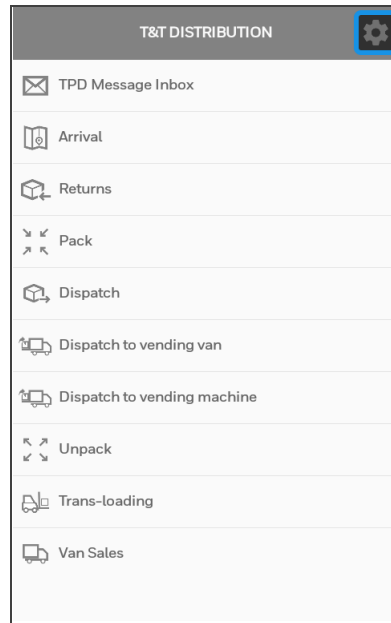 T&T DISTRIBUTION
TPD Message Inbox
Arrival
Returns
Pack
Dispatch
Dispatch to vending van
Dispatch to vending machine
Unpack
Trans-loading
Van Sales